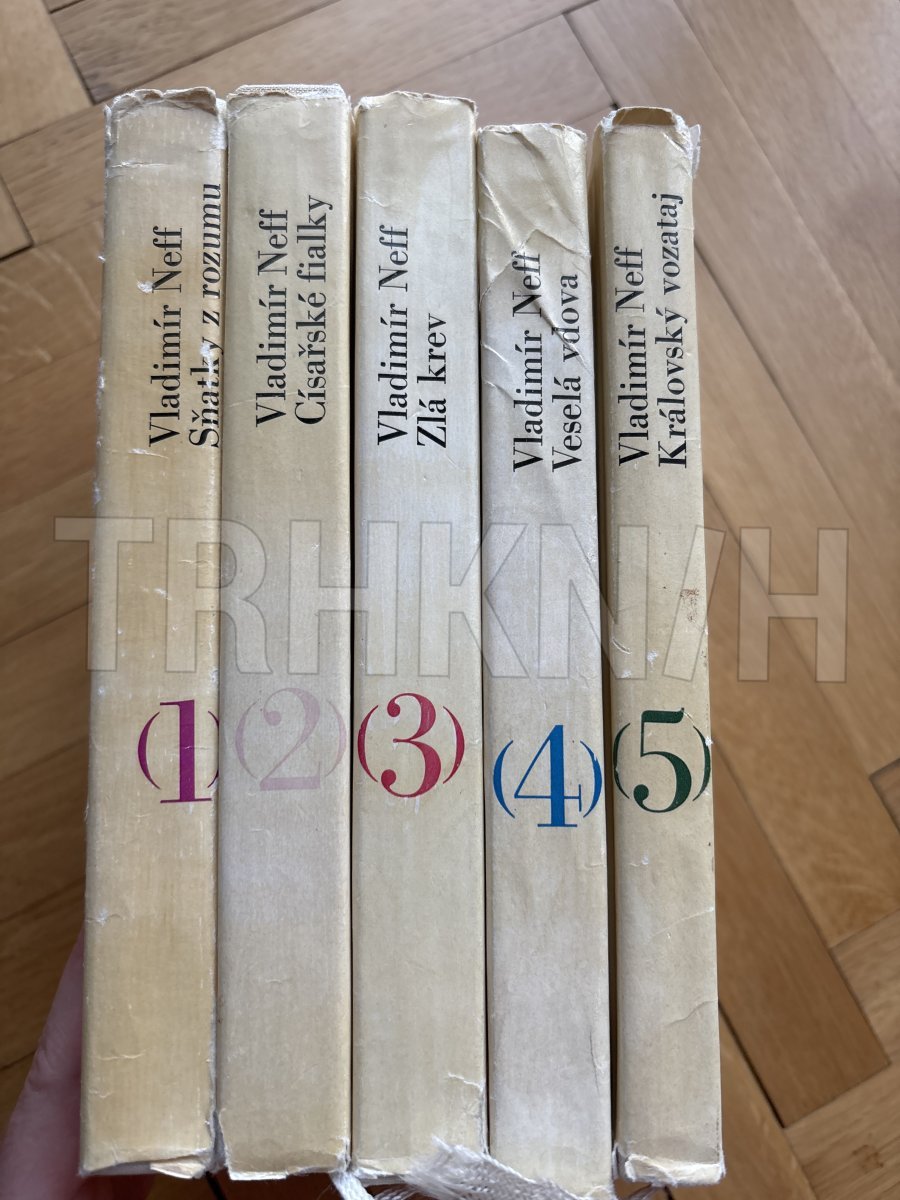 Vladimír Neff
Sňatky z rozumu
(1)
Vladimír Neff
Císařské fialky
(2)
Vladimír Neff
Zlá krev
(3)
Vladimír Neff
Veselá vdova
(4)
Vladimír Neff
Královský vozataj
(5)
TRHKNIH